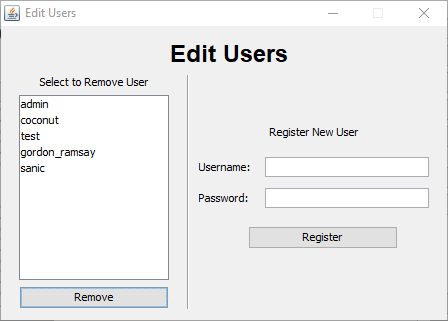 Edit Users
Edit Users
Select to Remove User
admin
coconut
test
gordon_ramsay
sanic
Remove
Register New User
Username:
Password:
Register